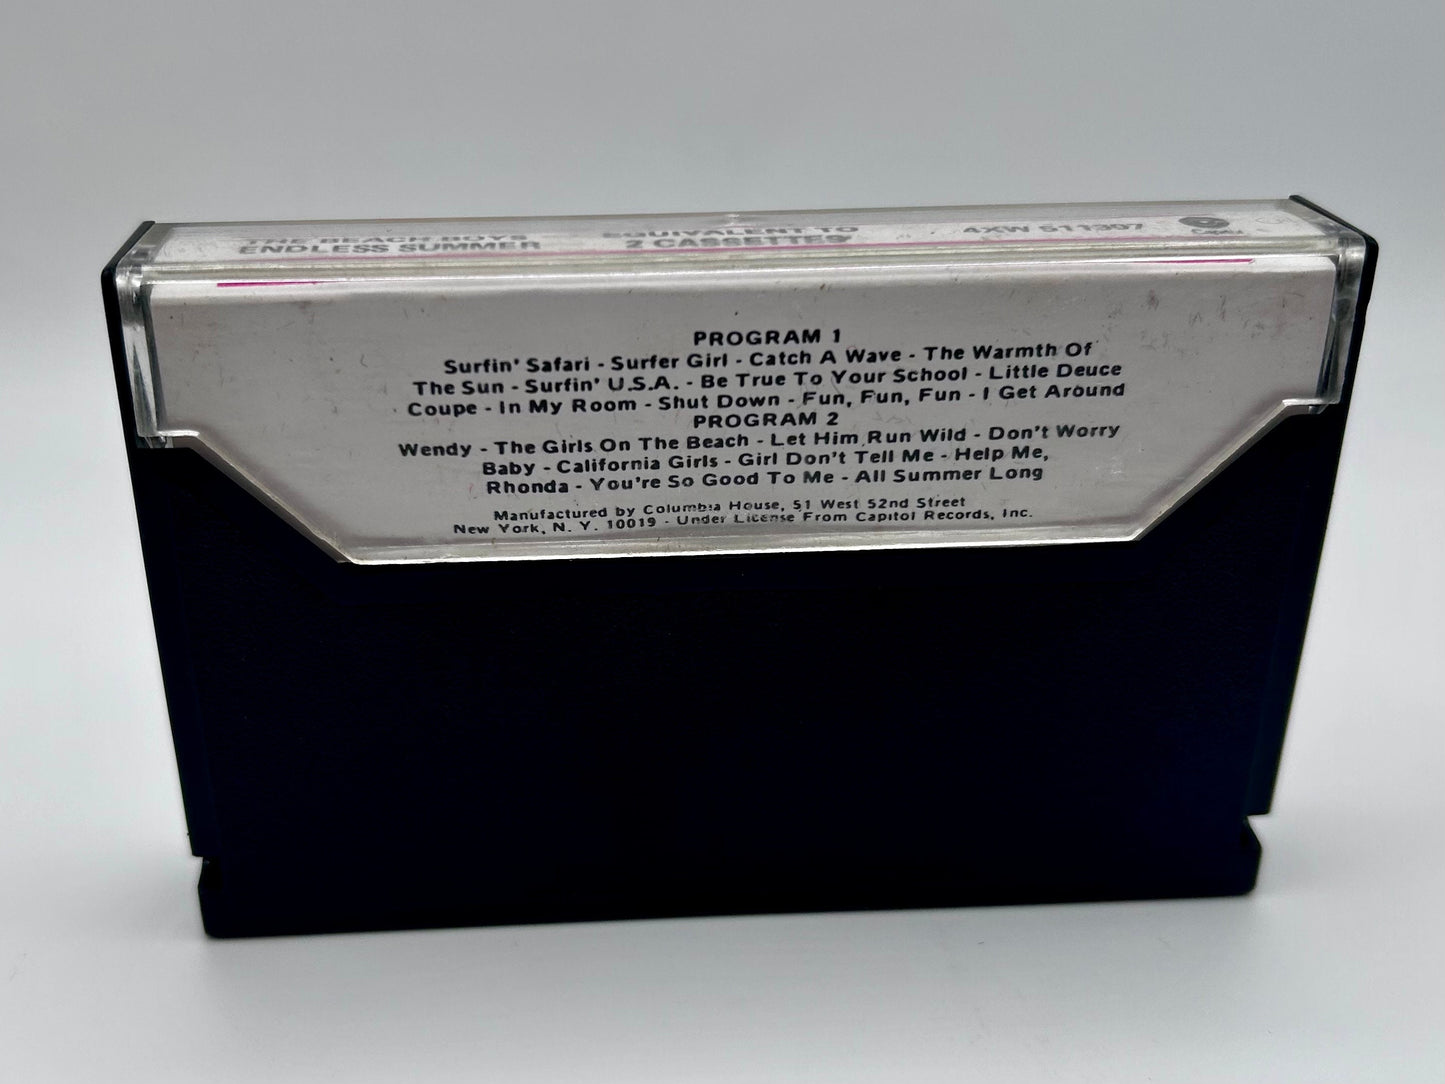 THE BEACH BOYS
ENDLESS SUMMER
EQUIVALENT TO
2 CASSETTES
4XW 511397
Capitol
PROGRAM 1
Surfin' Safari - Surfer Girl - Catch A Wave - The Warmth Of
The Sun - Surfin' U.S.A. - Be True To Your School - Little Deuce
Coupe - In My Room - Shut Down - Fun, Fun, Fun - I Get Around
PROGRAM 2
Wendy - The Girls On The Beach - Let Him Run Wild - Don't Worry
Baby - California Girls - Girl Don't Tell Me - Help Me,
Rhonda - You're So Good To Me - All Summer Long
Manufactured by Columbia House, 51 West 52nd Street
New York, N. Y. 10019 - Under License From Capitol Records, Inc.